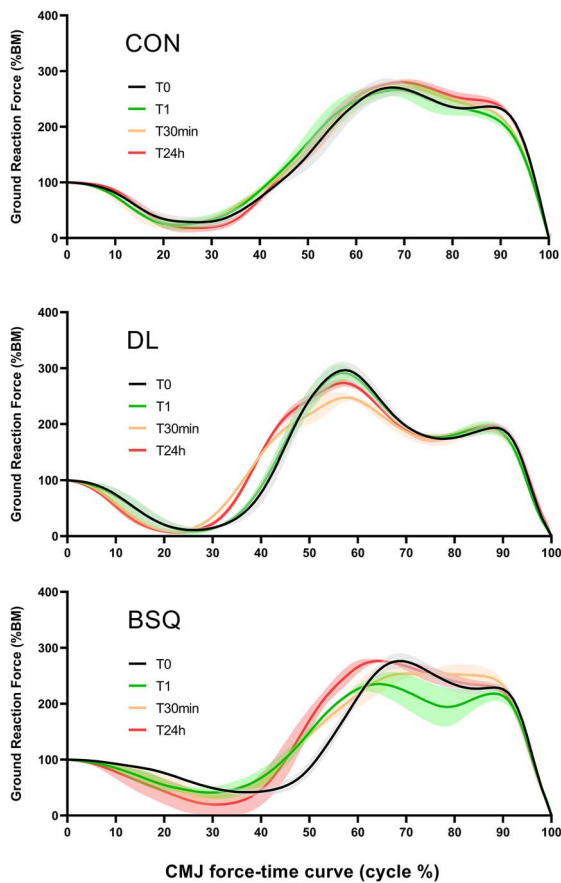 CON
T0
T1
T30min
T24h
Ground Reaction Force (%BM)
400
300
200
100
0
0 10 20 30 40 50 60 70 80 90 100
DL
T0
T1
T30min
T24h
Ground Reaction Force (%BM)
400
300
200
100
0
0 10 20 30 40 50 60 70 80 90 100
BSQ
T0
T1
T30min
T24h
Ground Reaction Force (%BM)
400
300
200
100
0
0 10 20 30 40 50 60 70 80 90 100
CMJ force-time curve (cycle %)